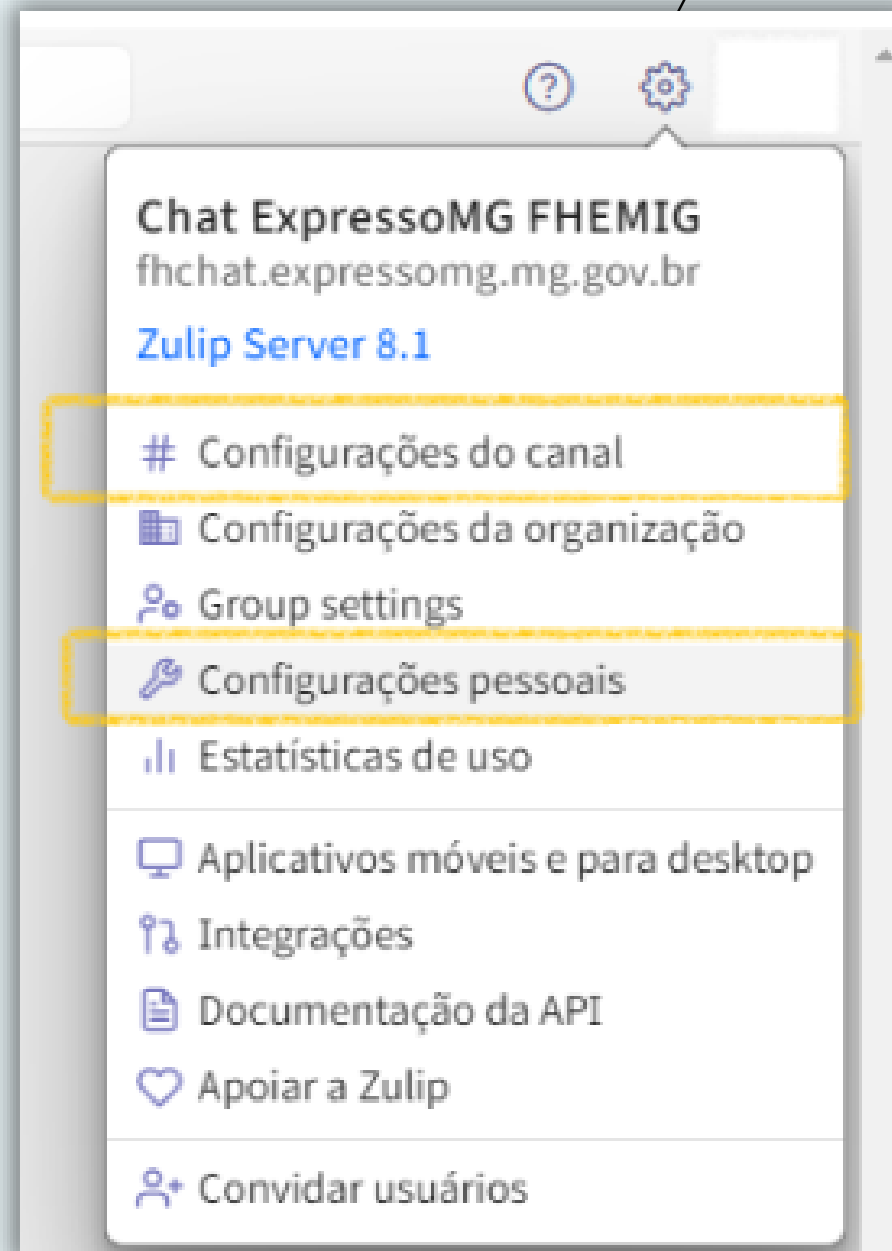 Chat ExpressoMG FHEMIG
fhchat.expressomg.mg.gov.br
Zulip Server 8.1
# Configurações do canal
Configurações da organização
Group settings
Configurações pessoais
Estatísticas de uso
Aplicativos móveis e para desktop
Integrações
Documentação da API
Apoiar a Zulip
Convidar usuários